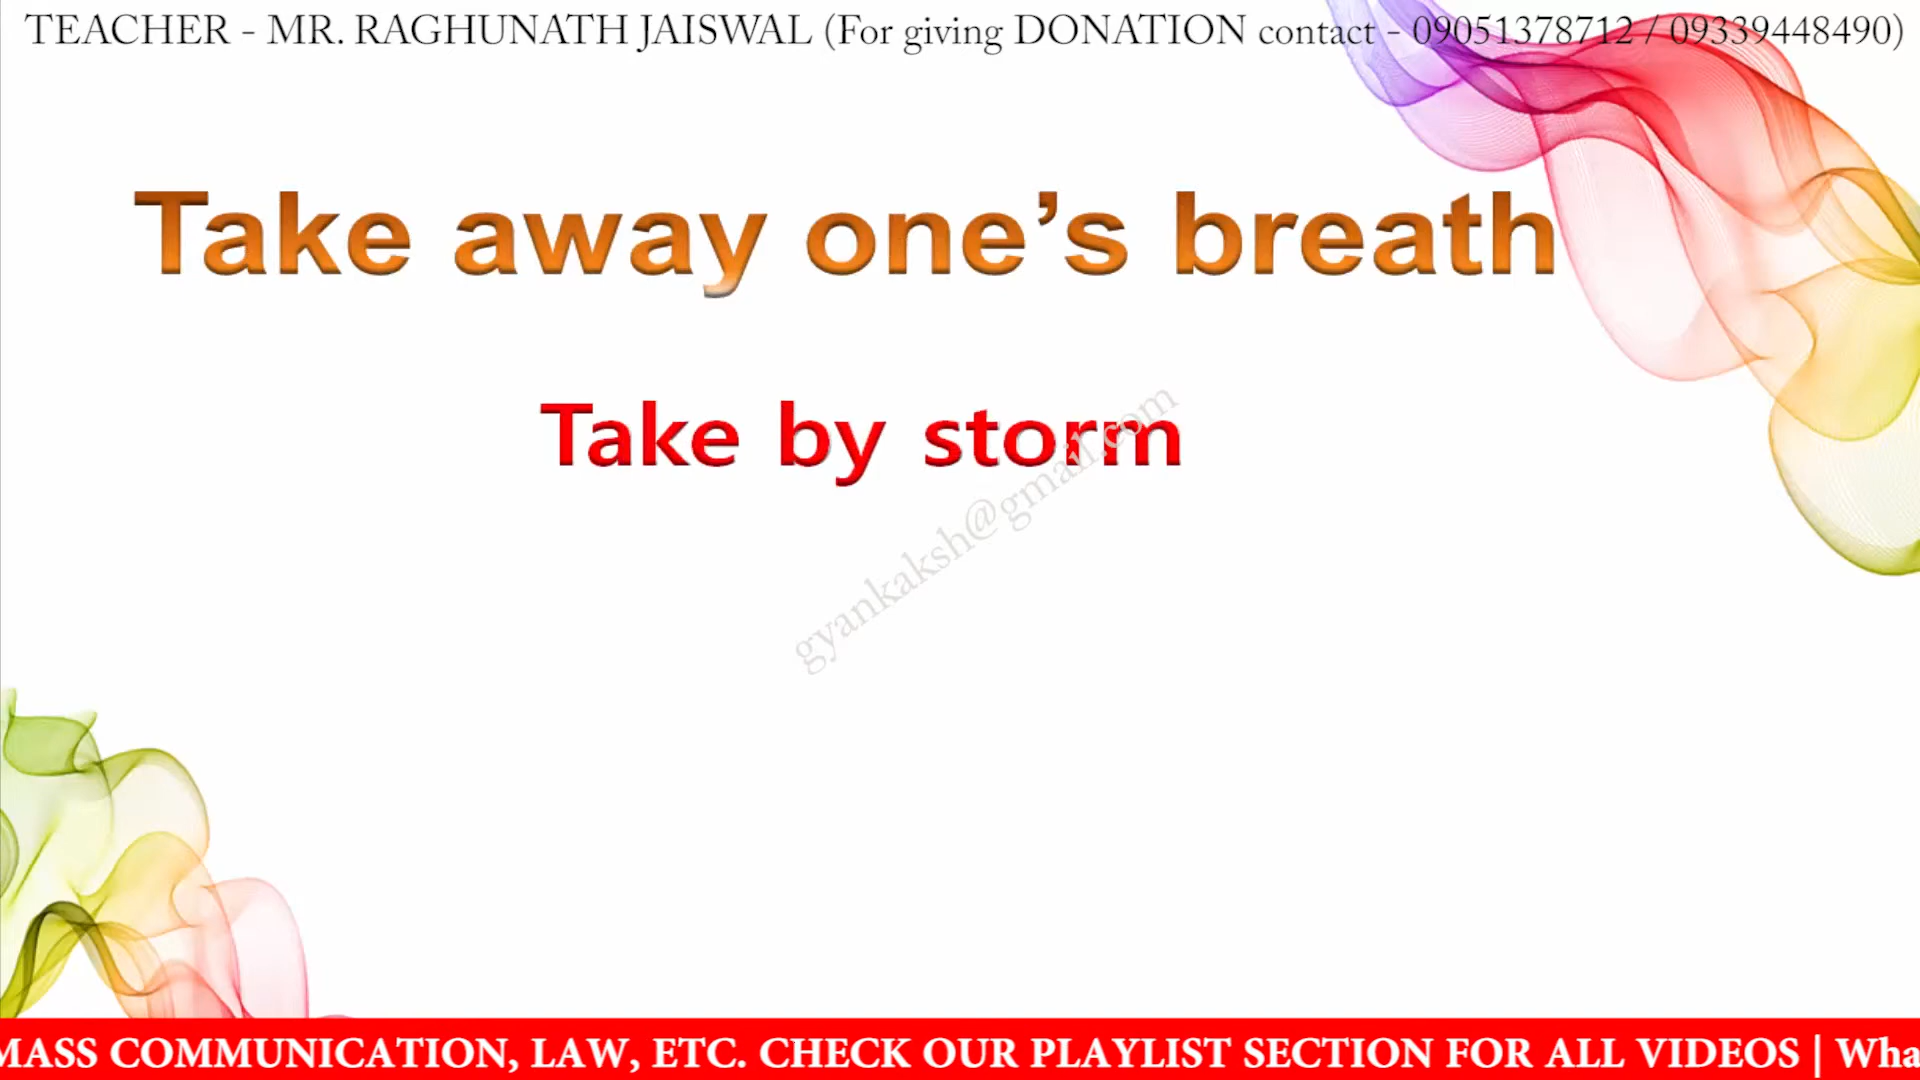 TEACHER - MR. RAGHUNATH JAISWAL (For giving DONATION contact - 09051378712 / 09339448490)
Take away one’s breath
Take by storm
gyankaksh@gmail.com
MASS COMMUNICATION, LAW, ETC. CHECK OUR PLAYLIST SECTION FOR ALL VIDEOS |